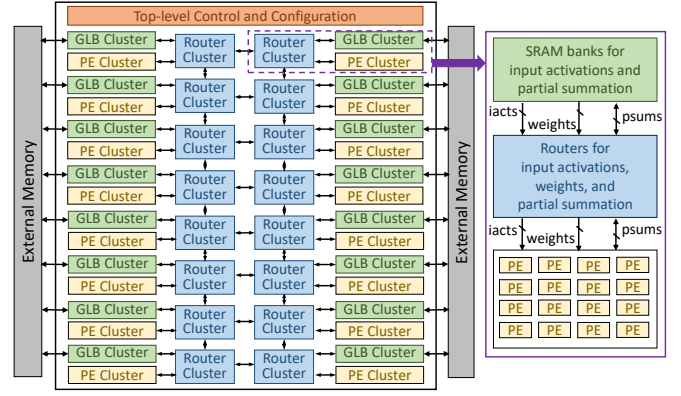 Top-level Control and Configuration
External Memory
GLB Cluster
PE Cluster
Router
Cluster
Router
Cluster
GLB Cluster
PE Cluster
GLB Cluster
PE Cluster
Router
Cluster
Router
Cluster
GLB Cluster
PE Cluster
GLB Cluster
PE Cluster
Router
Cluster
Router
Cluster
GLB Cluster
PE Cluster
GLB Cluster
PE Cluster
Router
Cluster
Router
Cluster
GLB Cluster
PE Cluster
GLB Cluster
PE Cluster
Router
Cluster
Router
Cluster
GLB Cluster
PE Cluster
GLB Cluster
PE Cluster
Router
Cluster
Router
Cluster
GLB Cluster
PE Cluster
GLB Cluster
PE Cluster
Router
Cluster
Router
Cluster
GLB Cluster
PE Cluster
GLB Cluster
PE Cluster
Router
Cluster
Router
Cluster
GLB Cluster
PE Cluster
External Memory
SRAM banks for
input activations and
partial summation
iacts
weights
psums
Routers for
input activations,
weights, and
partial summation
iacts
weights
psums
PE PE PE PE
PE PE PE PE
PE PE PE PE
PE PE PE PE